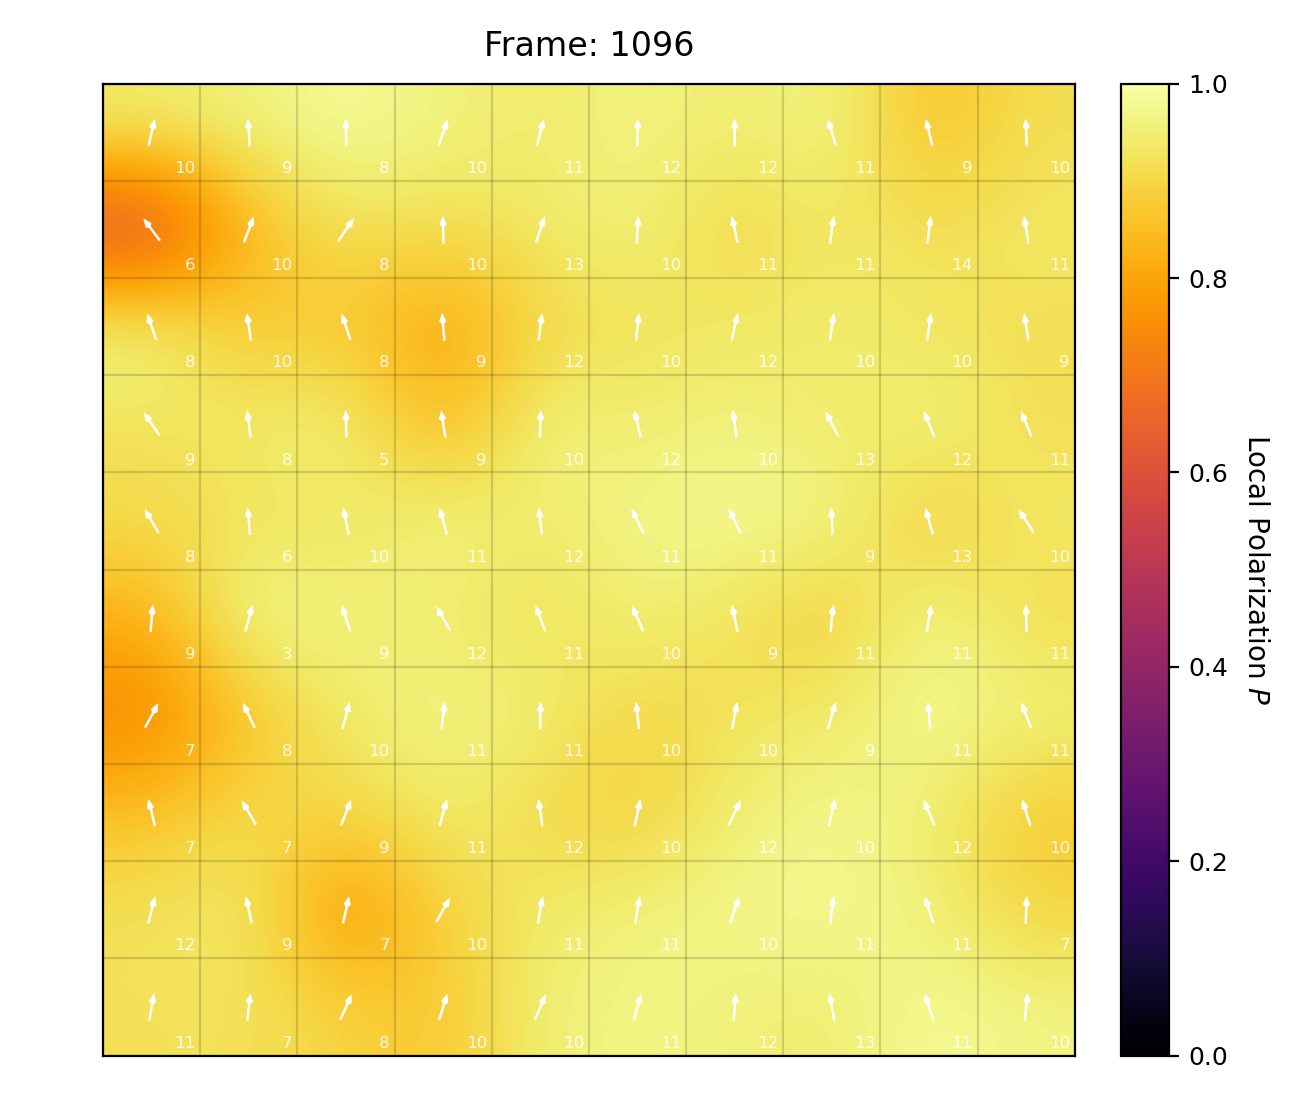 Frame: 1096
10 9 8 10 11 12 12 11 9 10
6 10 8 10 13 10 11 11 14 11
8 10 8 9 12 10 12 10 10 9
9 8 5 9 10 12 10 13 12 11
8 6 10 11 12 11 11 9 13 10
9 3 9 12 11 10 9 11 11 11
7 8 10 11 11 10 10 9 11 11
7 7 9 11 12 10 12 10 12 10
12 9 7 10 11 11 10 11 11 7
11 7 8 10 10 11 12 13 11 10
1.0
0.8
0.6
0.4
0.2
0.0
Local Polarization P